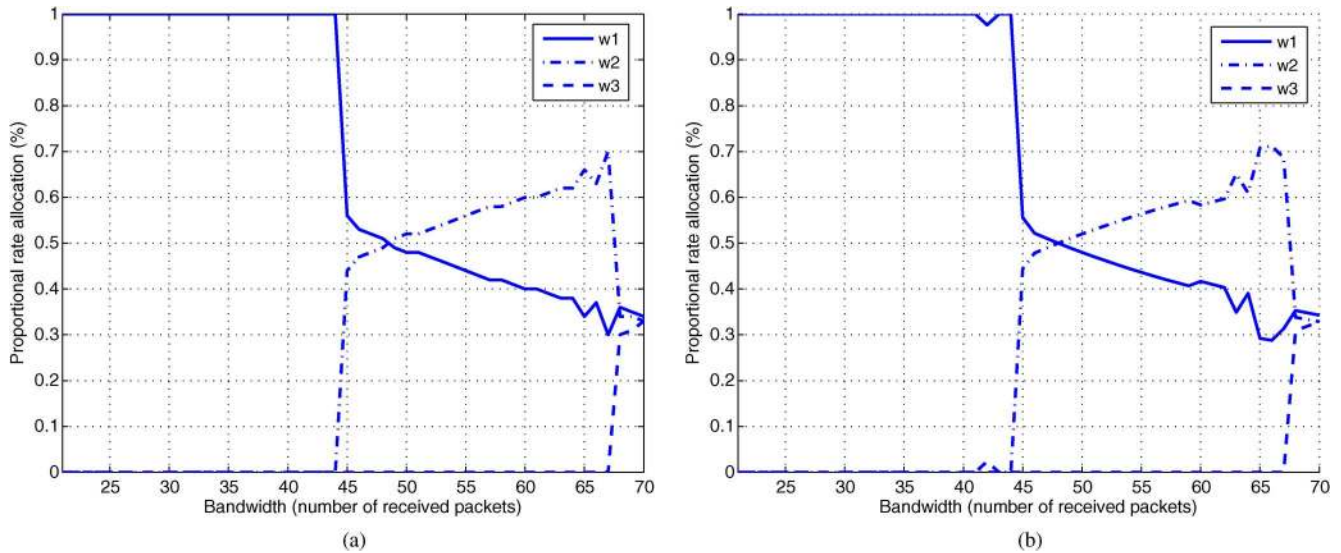 1
0.9
0.8
0.7
0.6
0.5
0.4
0.3
0.2
0.1
0
Proportional rate allocation (%)
25 30 35 40 45 50 55 60 65 70
Bandwidth (number of received packets)
w1
w2
w3
(a)
1
0.9
0.8
0.7
0.6
0.5
0.4
0.3
0.2
0.1
0
Proportional rate allocation (%)
25 30 35 40 45 50 55 60 65 70
Bandwidth (number of received packets)
w1
w2
w3
(b)